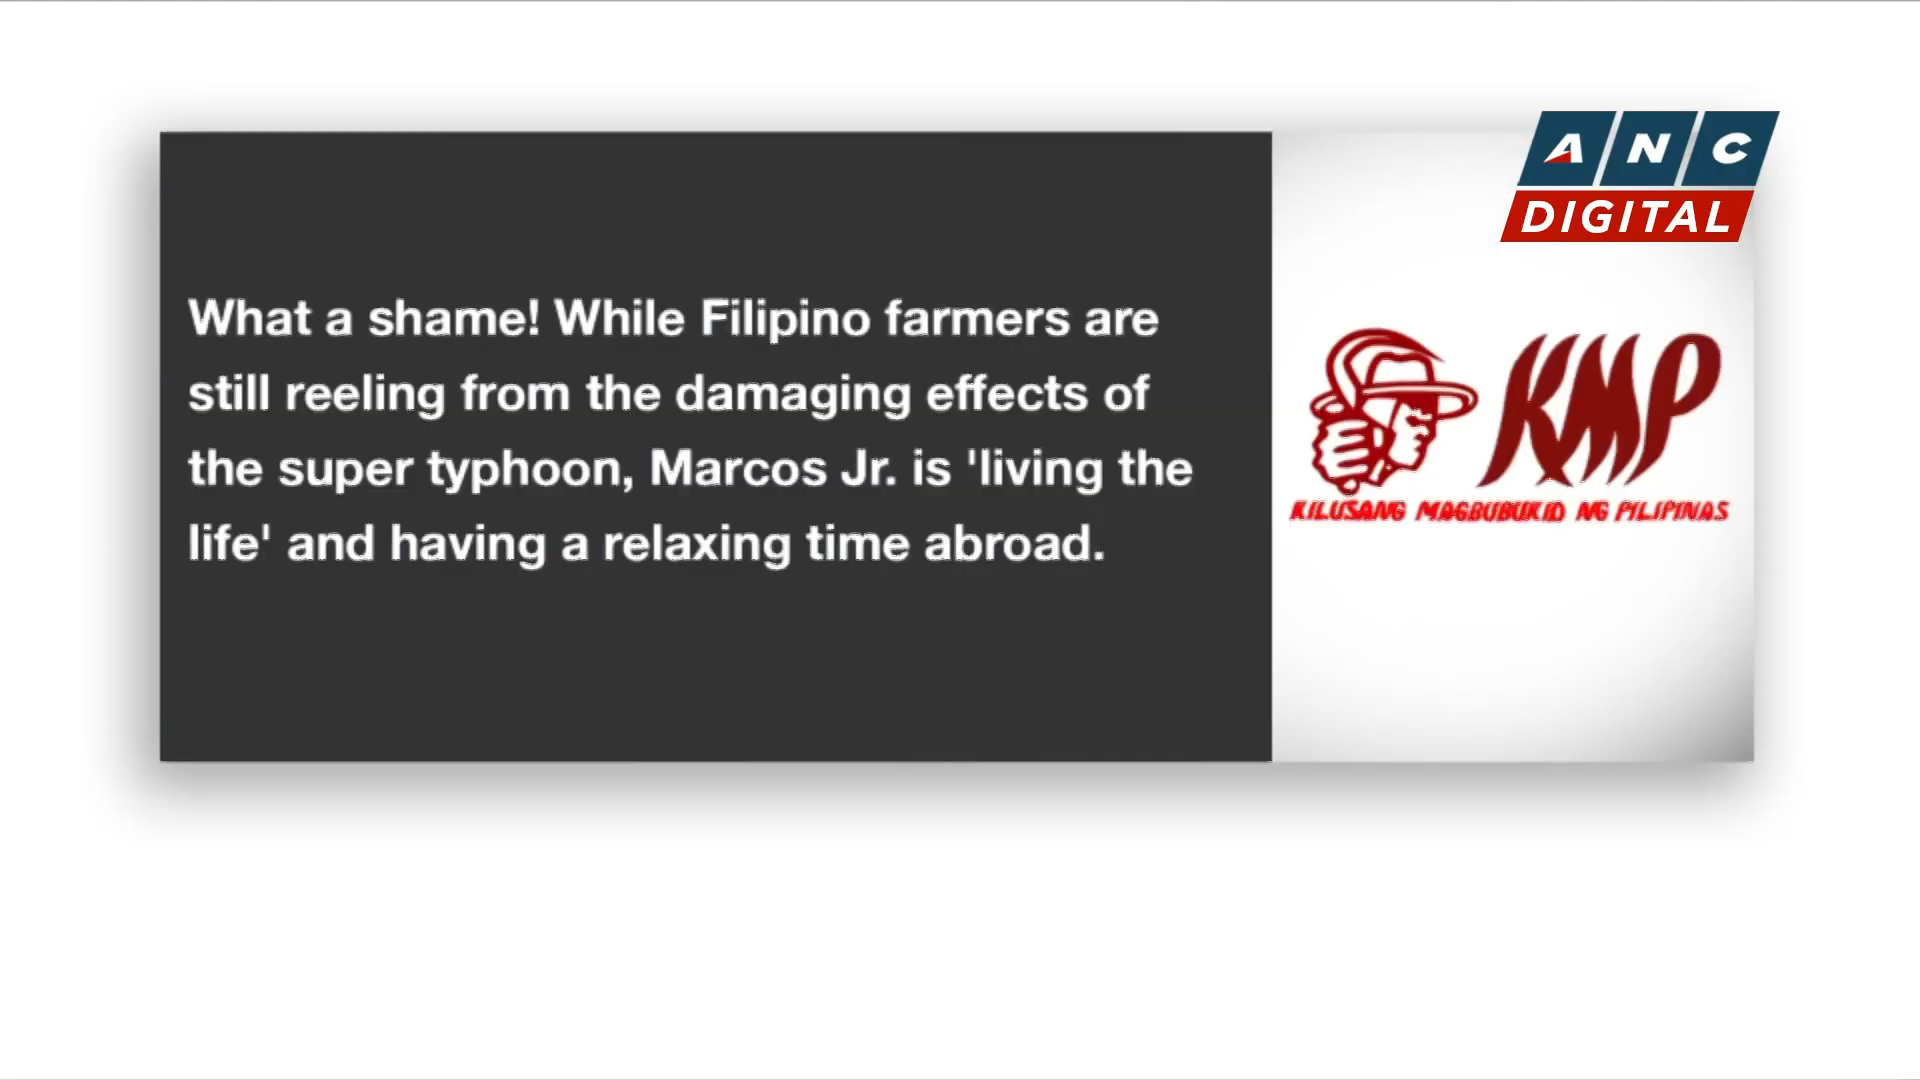 ANC
DIGITAL
What a shame! While Filipino farmers are
still reeling from the damaging effects of
the super typhoon, Marcos Jr. is 'living the
life' and having a relaxing time abroad.
KMP
KILUSANG MAGBUBUKID NG PILIPINAS